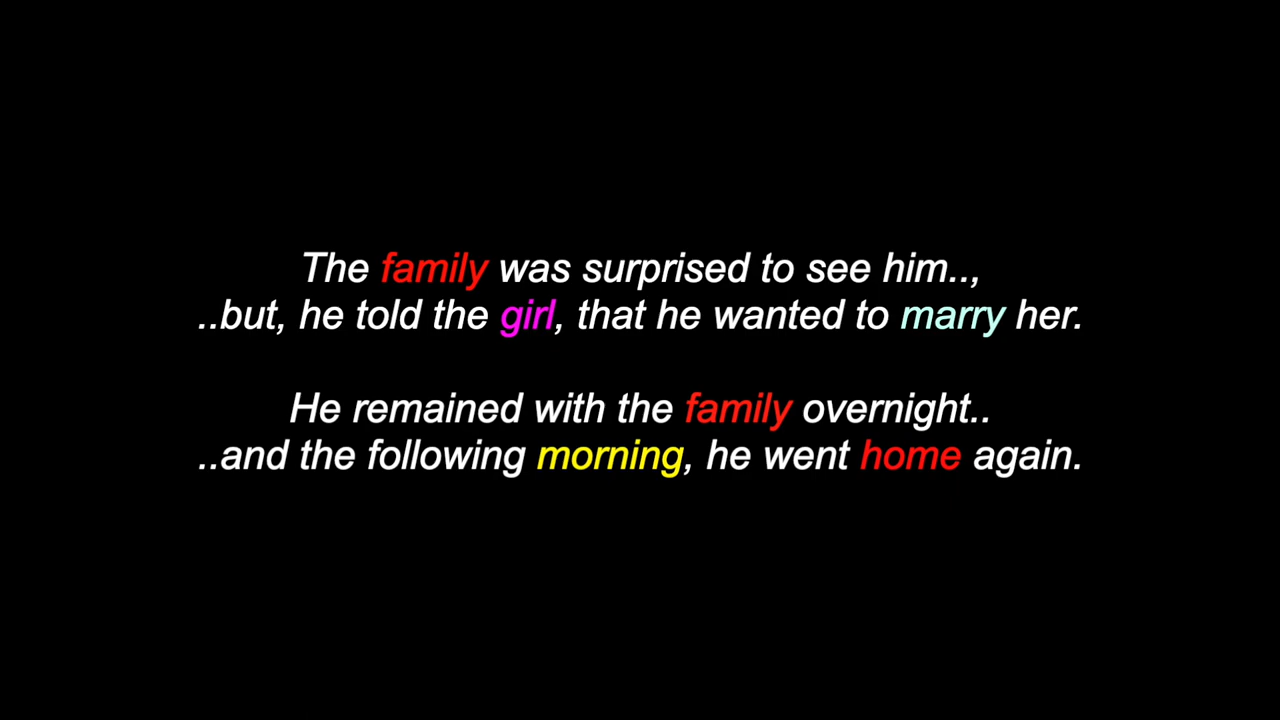 The family was surprised to see him..,
..but, he told the girl, that he wanted to marry her.
He remained with the family overnight..
..and the following morning, he went home again.